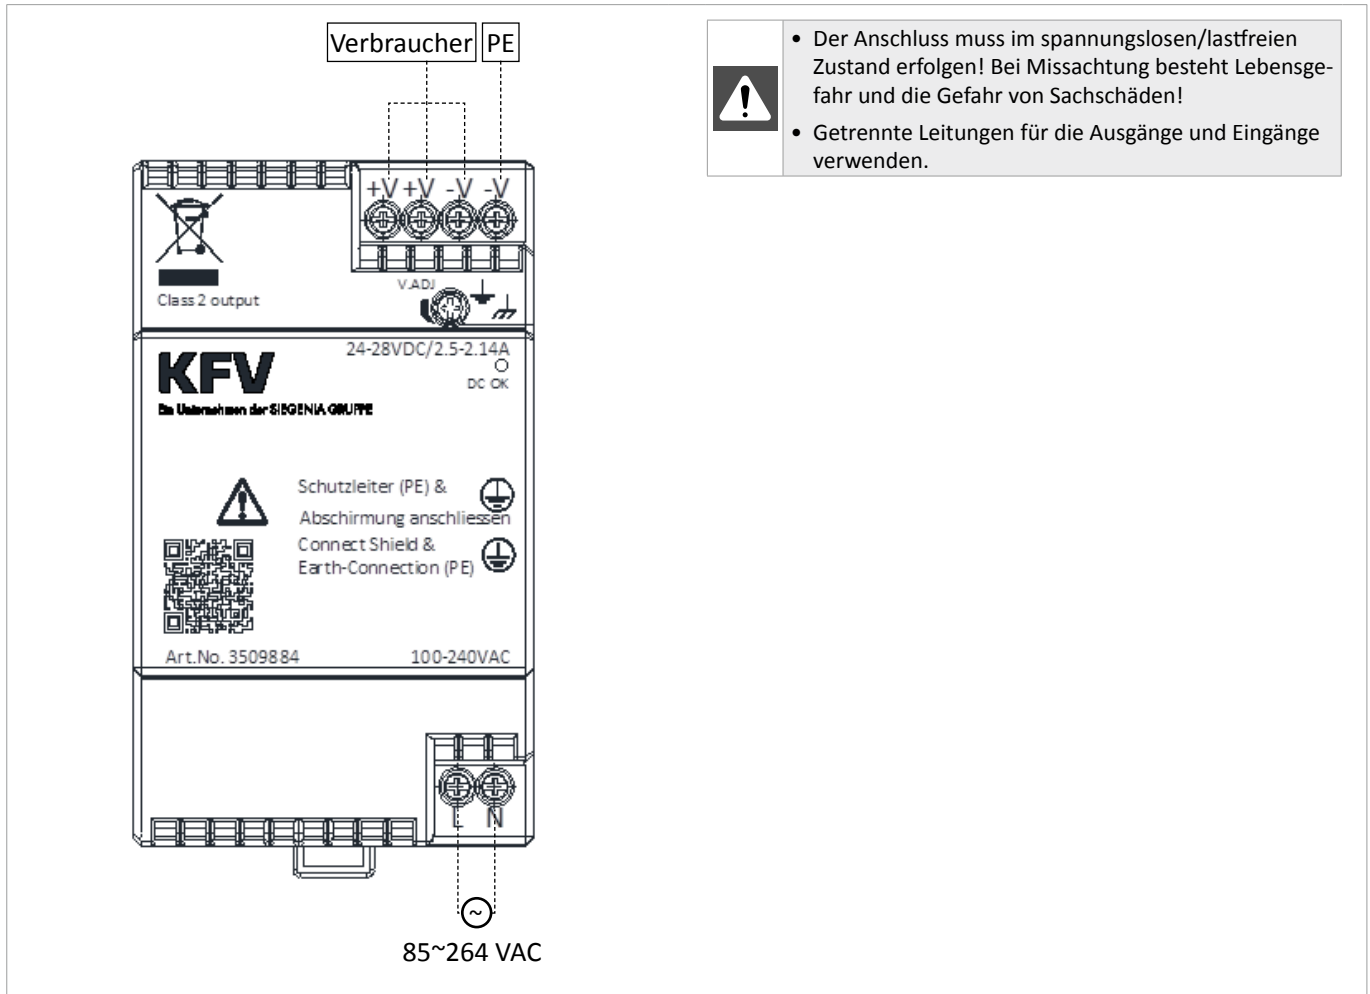 Verbraucher PE
+V +V -V -V
Class 2 output
V.ADJ
KFV
Ein Unternehmen der SIEGENIA GRUPPE
24-28VDC/2.5-2.14A
DC OK
Schutzleiter (PE) &
Abschirmung anschliessen
Connect Shield &
Earth-Connection (PE)
Art.No. 3509884
100-240VAC
L N
~
85~264 VAC
• Der Anschluss muss im spannungslosen/lastfreien
Zustand erfolgen! Bei Missachtung besteht Lebensge-
fahr und die Gefahr von Sachschäden!
• Getrennte Leitungen für die Ausgänge und Eingänge
verwenden.